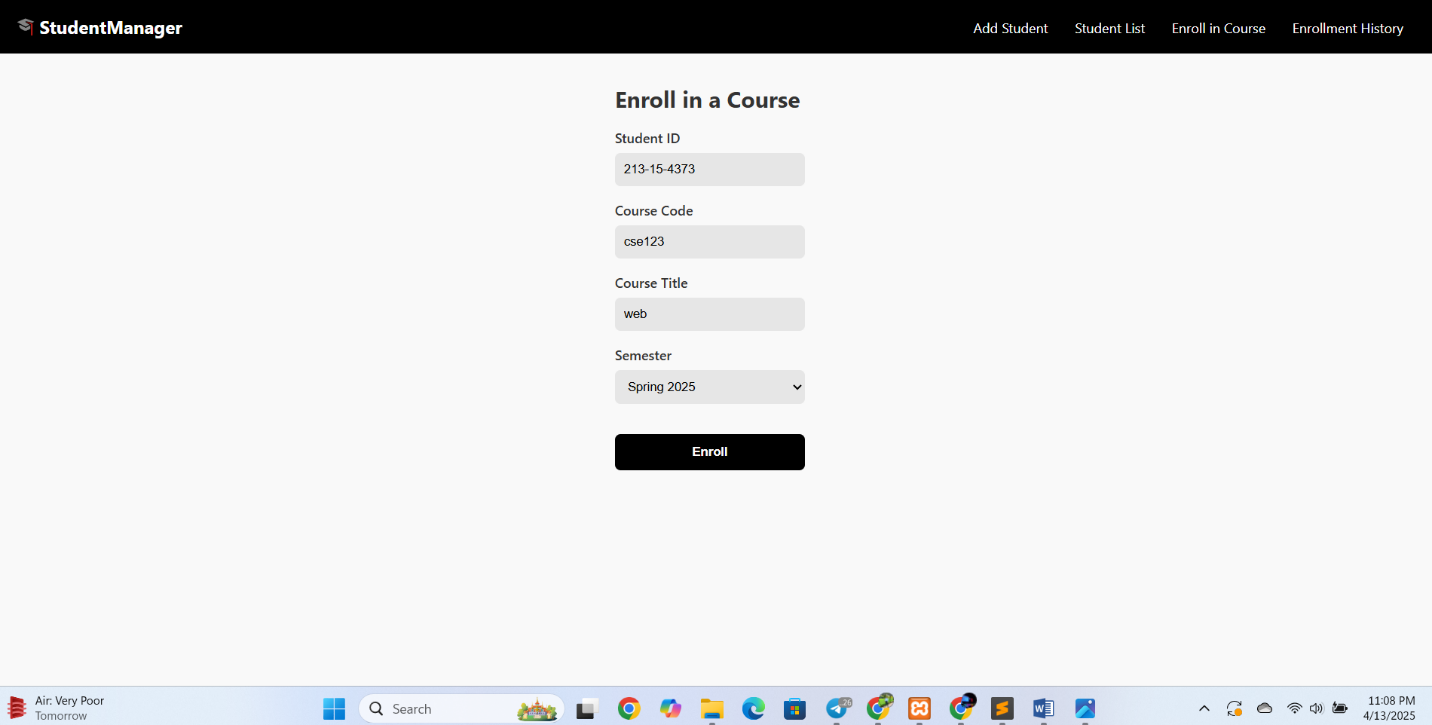 StudentManager
Add Student
Student List
Enroll in Course
Enrollment History
Enroll in a Course
Student ID
213-15-4373
Course Code
cse123
Course Title
web
Semester
Spring 2025
Enroll
Air: Very Poor
Tomorrow
Search
26
11:08 PM
4/13/2025